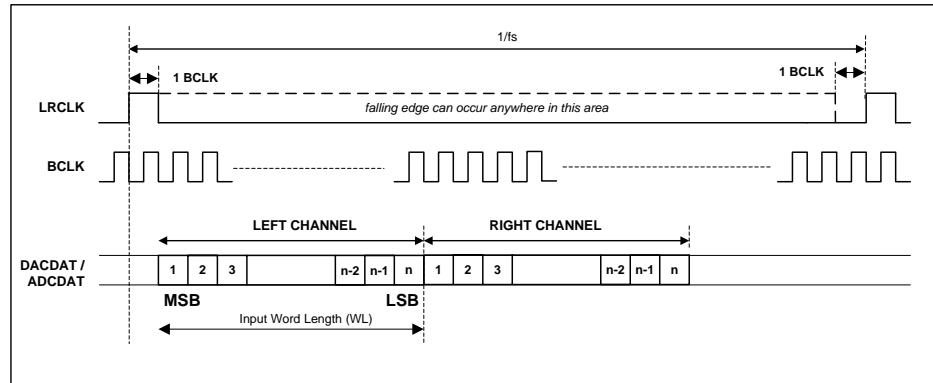 1/fs
1 BCLK
1 BCLK
LRCLK
falling edge can occur anywhere in this area
BCLK
LEFT CHANNEL
RIGHT CHANNEL
DACDAT /
ADCDAT
1 2 3 n-2 n-1 n 1 2 3 n-2 n-1 n
MSB
LSB
Input Word Length (WL)